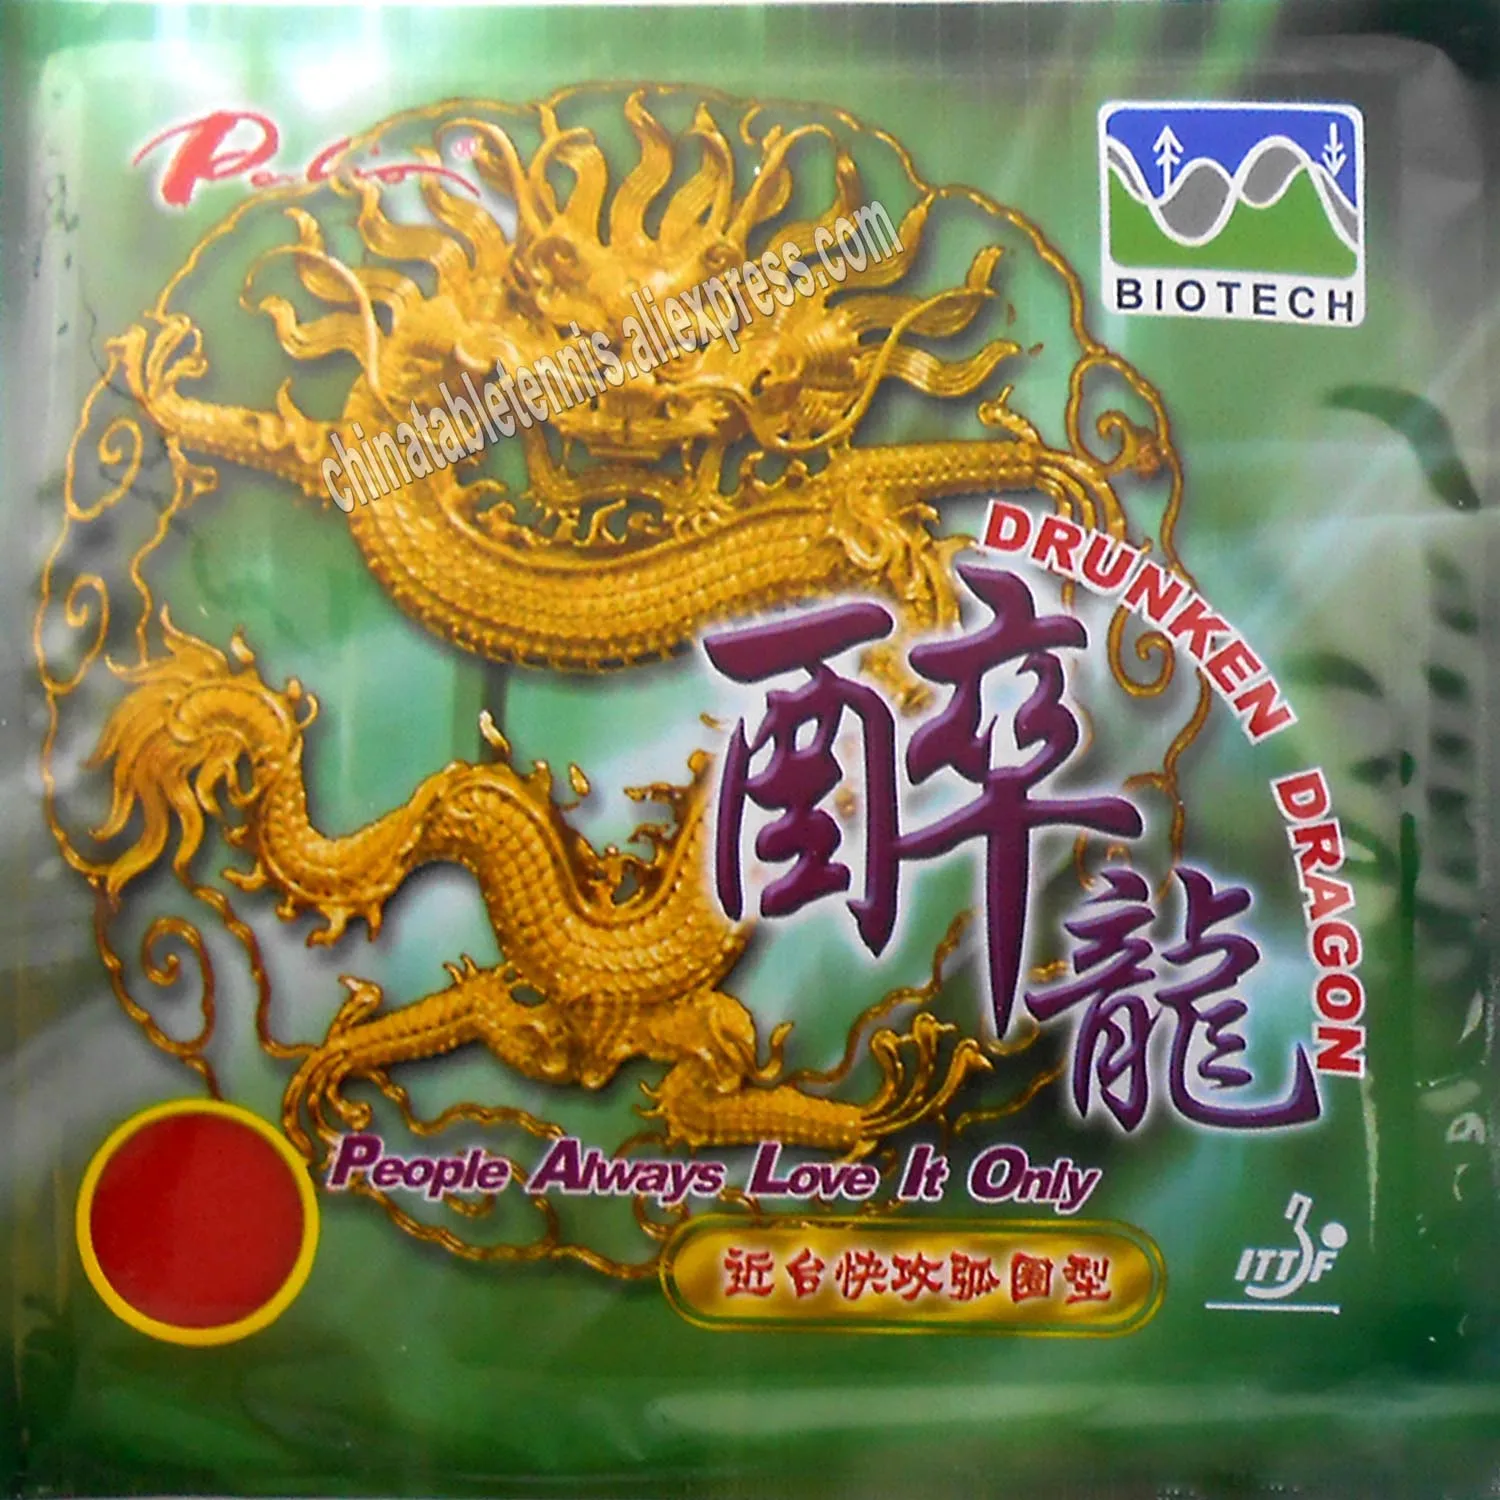 Palio®
BIOTECH
chinatabletennis.aliexpress.com
DRUNKEN DRAGON
醉龍
People Always Love It Only
近台快攻弧圈型
ITTF